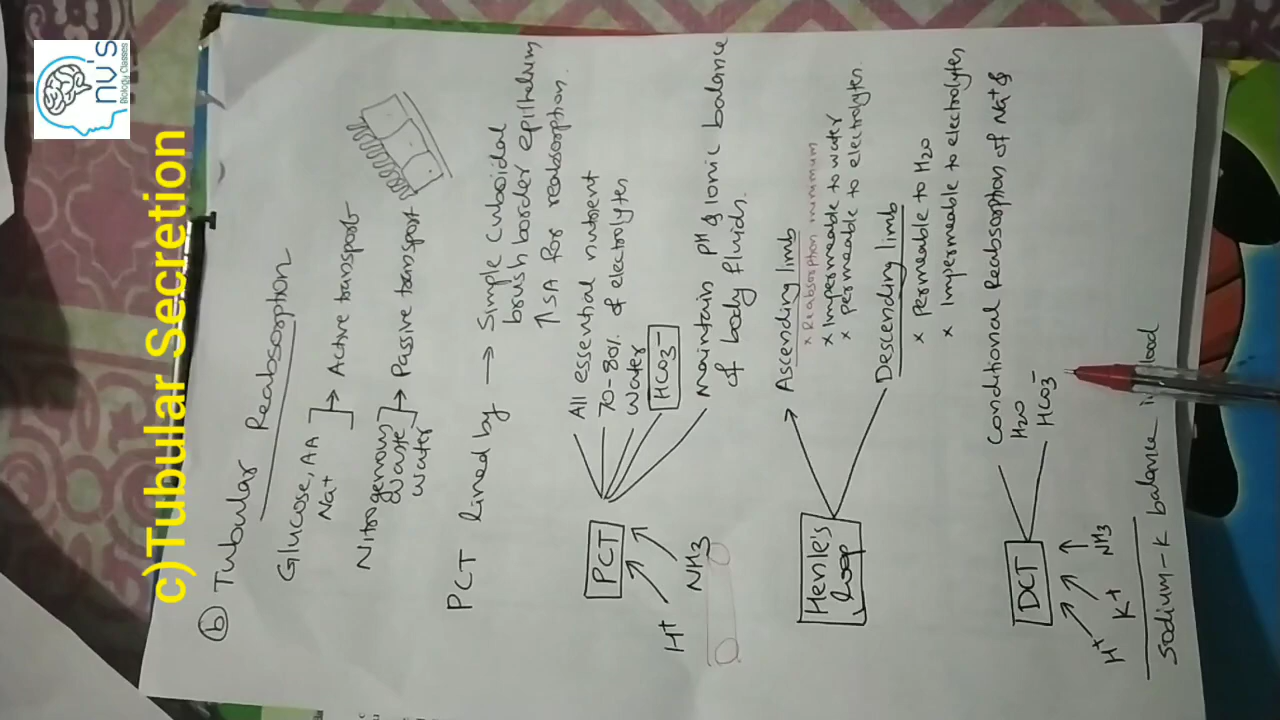 nv's
Biology Classes
c)Tubular Secretion
(b) Tubular Reabsorption
Glucose, AA
Na+ → Active transport
Nitrogenous
waste
water → Passive transport
PCT lined by → Simple cuboidal
brush border epithelium
↑SA for reabsorption.
PCT
All essential nutrient
70-80% of electrolytes
water
HCO3-
maintain pH & ionic balance
of body fluids.
H+ NH3
Henle's
Loop
Ascending limb
x Reabsorption minimum
x Impermeable to water
x permeable to electrolytes.
Descending limb
x permeable to H2O
x Impermeable to electrolytes
DCT
Conditional Reabsorption of Na+ &
H2O
HCO3-
H+ K+ NH3
Sodium-K balance